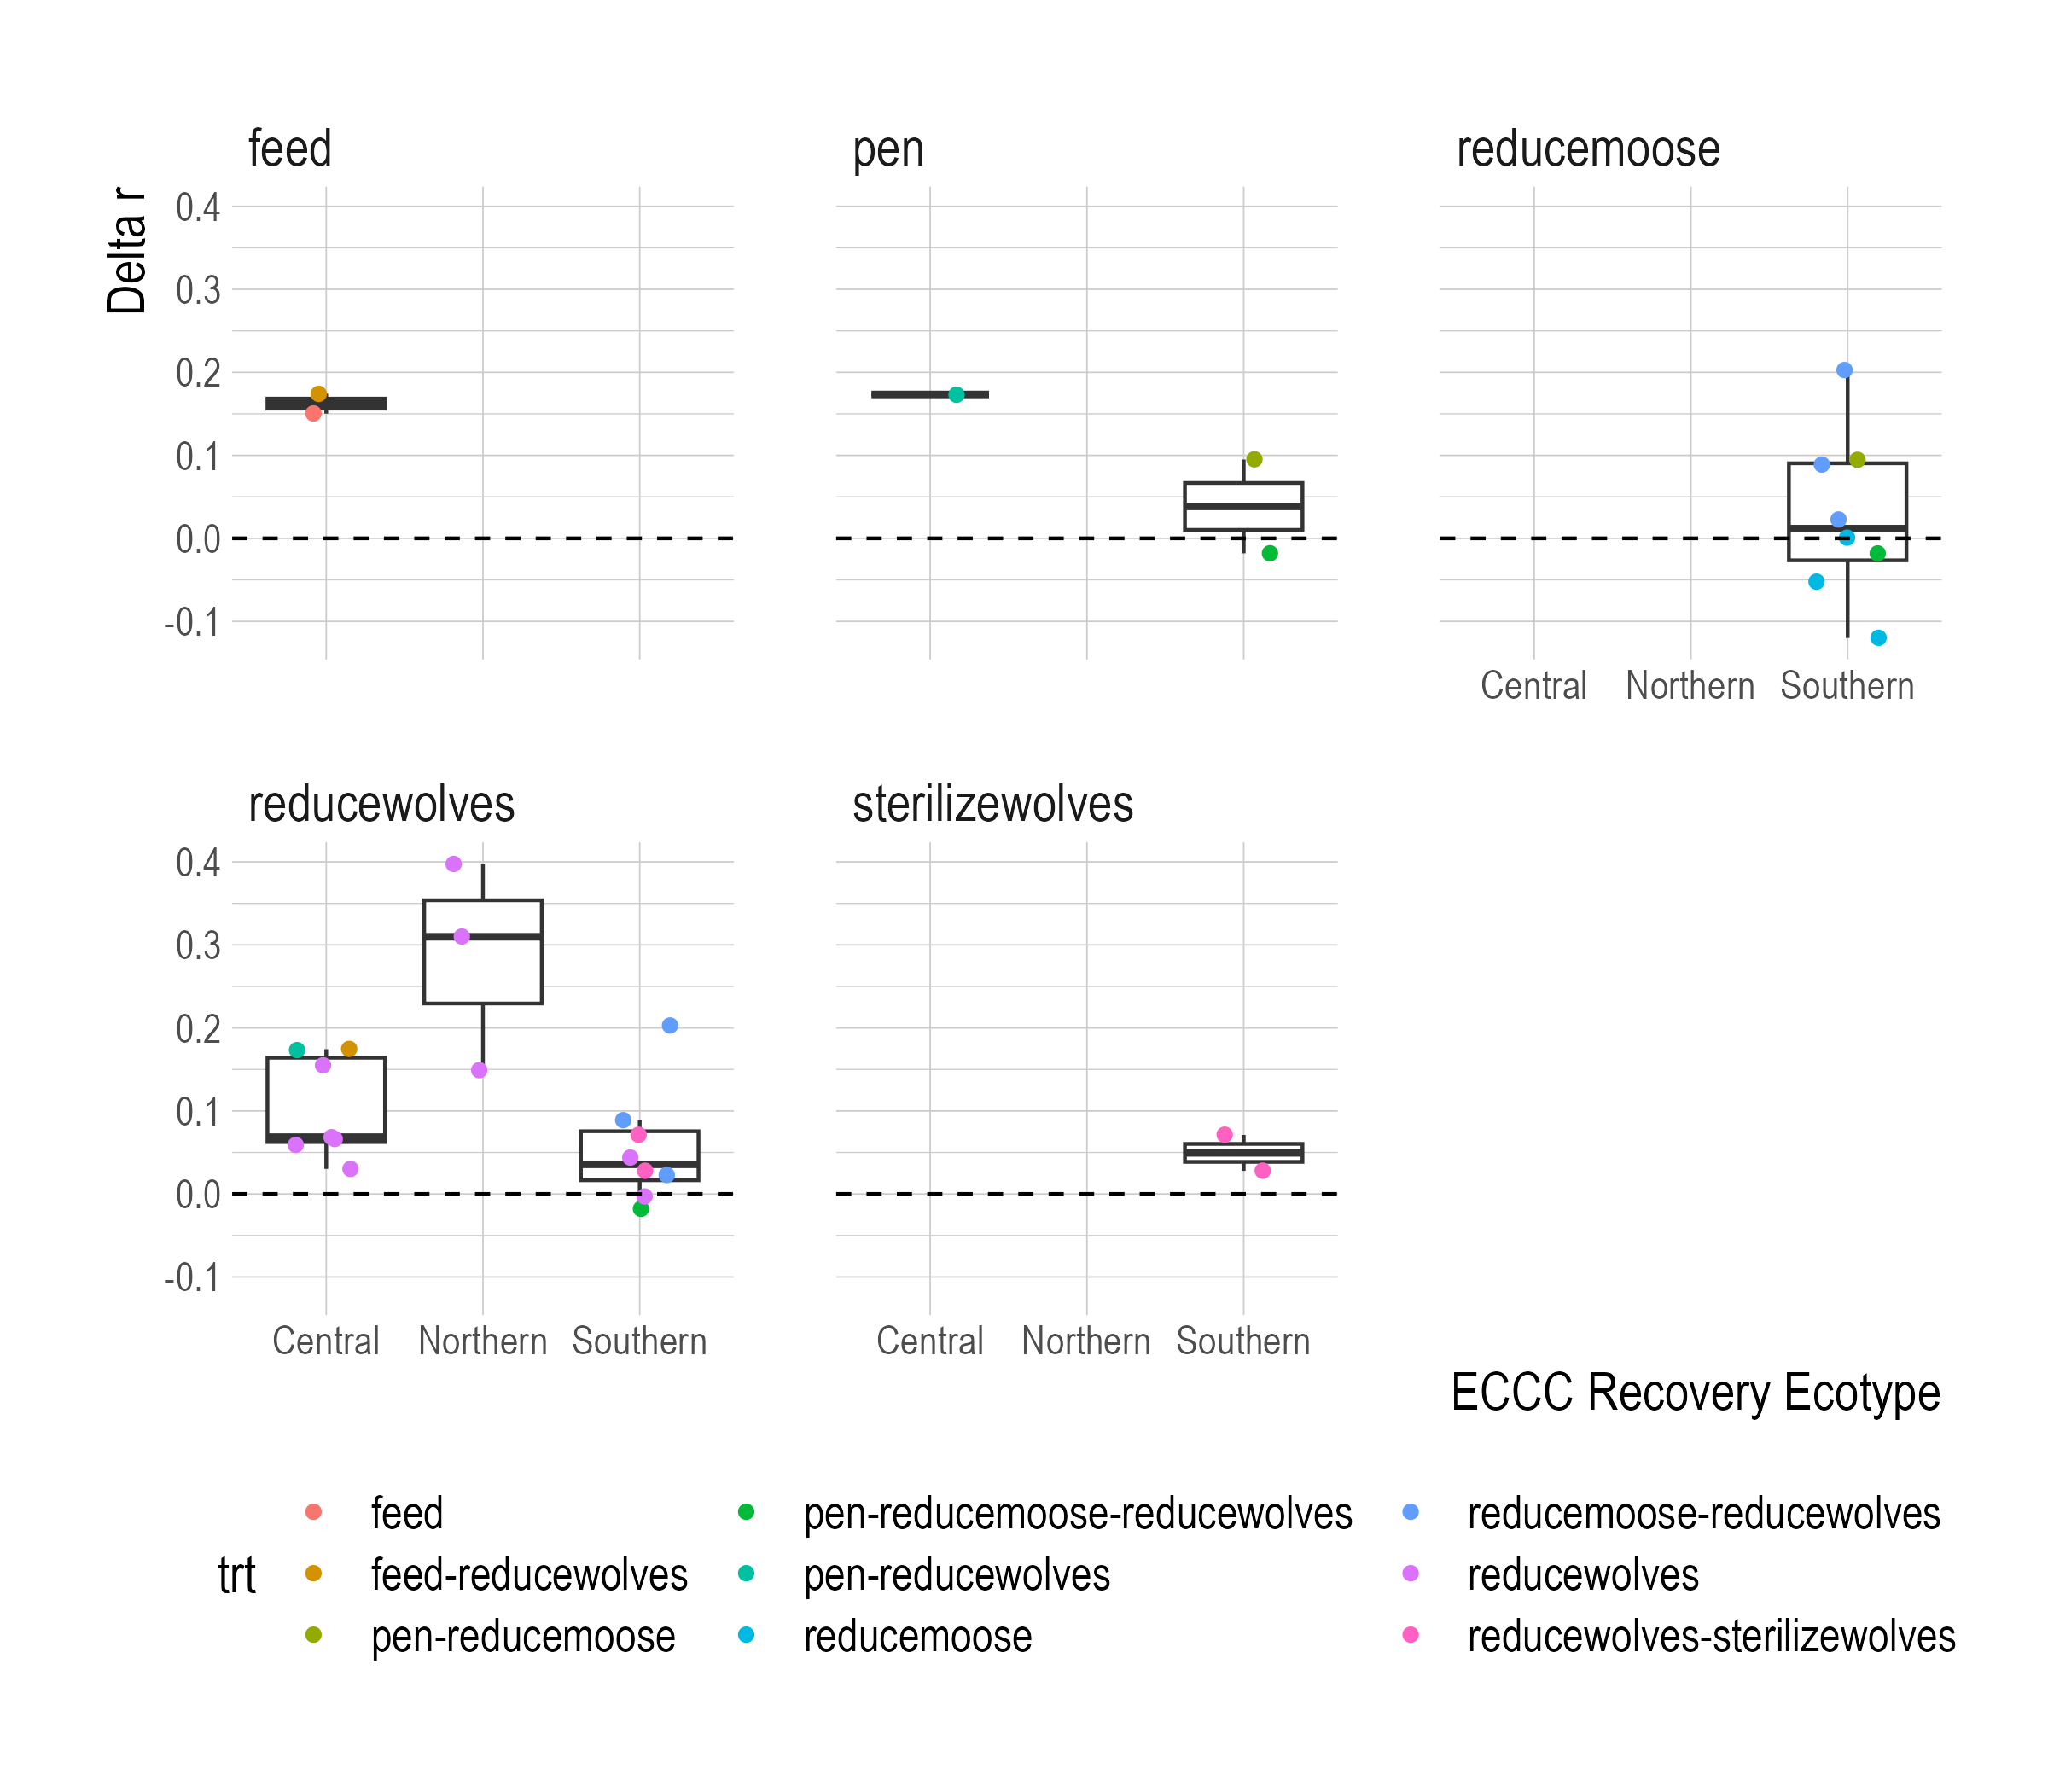 feed
pen
reducemoose
Delta r
0.4
0.3
0.2
0.1
0.0
-0.1
Central Northern Southern
reducewolves
sterilizewolves
0.4
0.3
0.2
0.1
0.0
-0.1
Central Northern Southern
Central Northern Southern
ECCC Recovery Ecotype
trt
feed
feed-reducewolves
pen-reducemoose
pen-reducemoose-reducewolves
pen-reducewolves
reducemoose
reducemoose-reducewolves
reducewolves
reducewolves-sterilizewolves